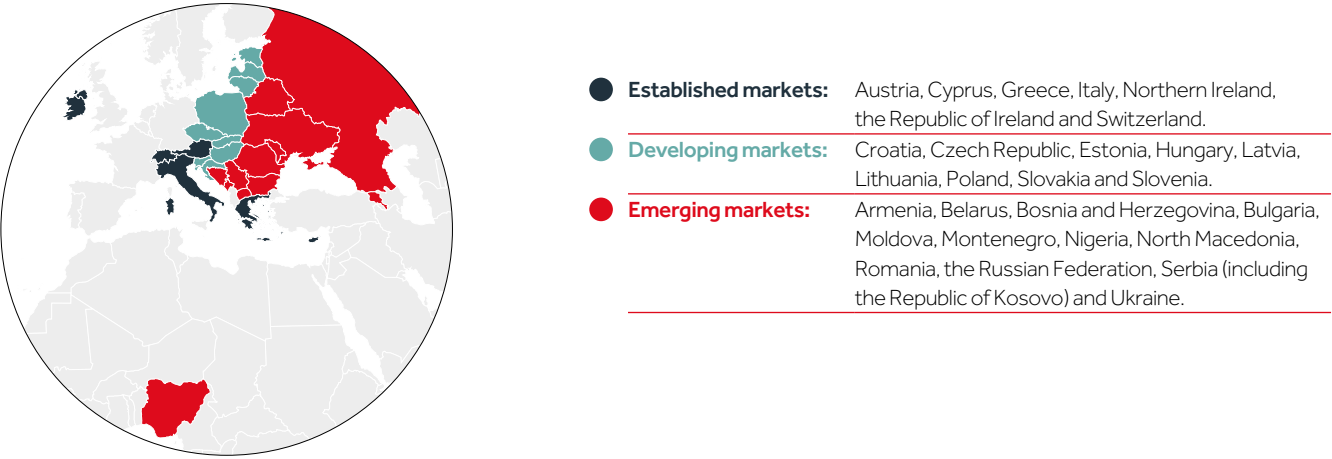 Established markets: Austria, Cyprus, Greece, Italy, Northern Ireland,
the Republic of Ireland and Switzerland.
Developing markets: Croatia, Czech Republic, Estonia, Hungary, Latvia,
Lithuania, Poland, Slovakia and Slovenia.
Emerging markets: Armenia, Belarus, Bosnia and Herzegovina, Bulgaria,
Moldova, Montenegro, Nigeria, North Macedonia,
Romania, the Russian Federation, Serbia (including
the Republic of Kosovo) and Ukraine.